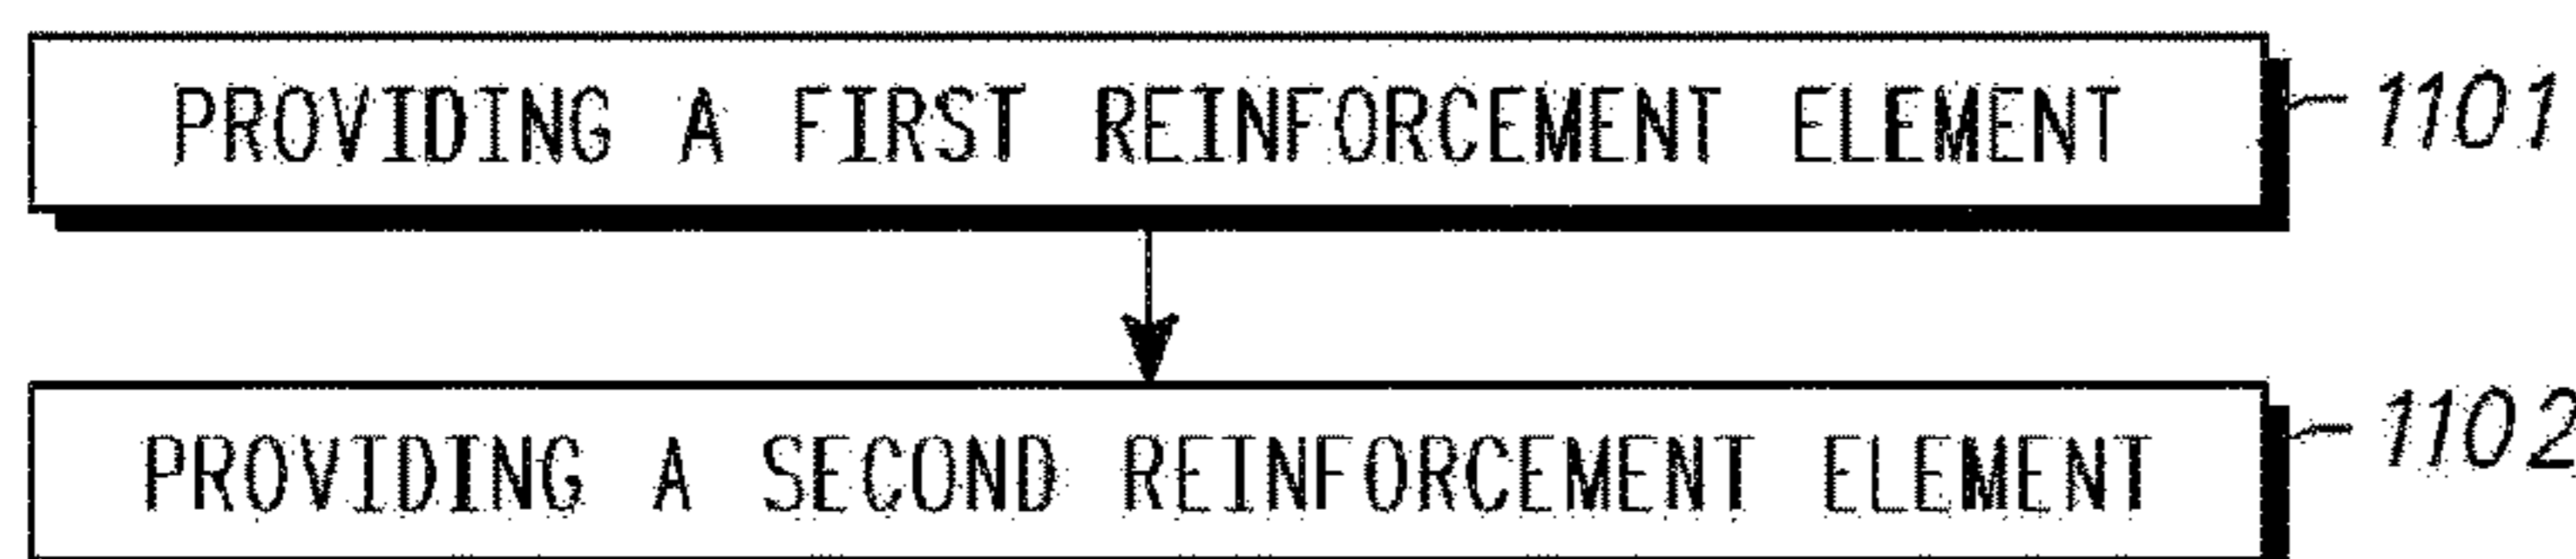 PROVIDING A FIRST REINFORCEMENT ELEMENT 1101
PROVIDING A SECOND REINFORCEMENT ELEMENT 1102